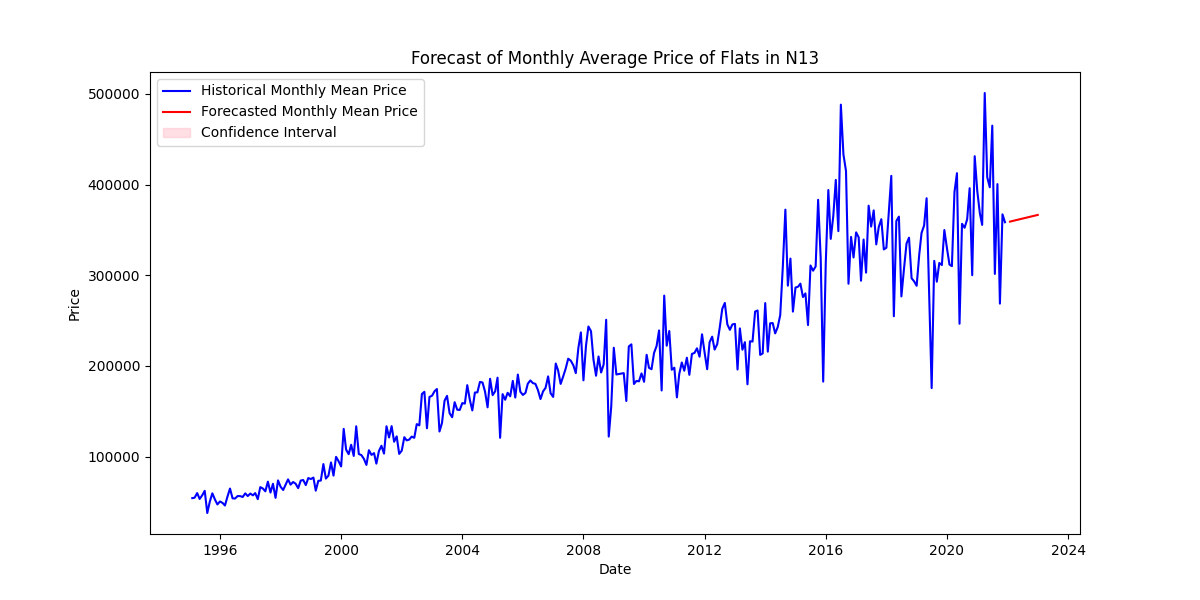 Forecast of Monthly Average Price of Flats in N13
Historical Monthly Mean Price
Forecasted Monthly Mean Price
Confidence Interval
500000
400000
300000
200000
100000
Price
1996 2000 2004 2008 2012 2016 2020 2024
Date